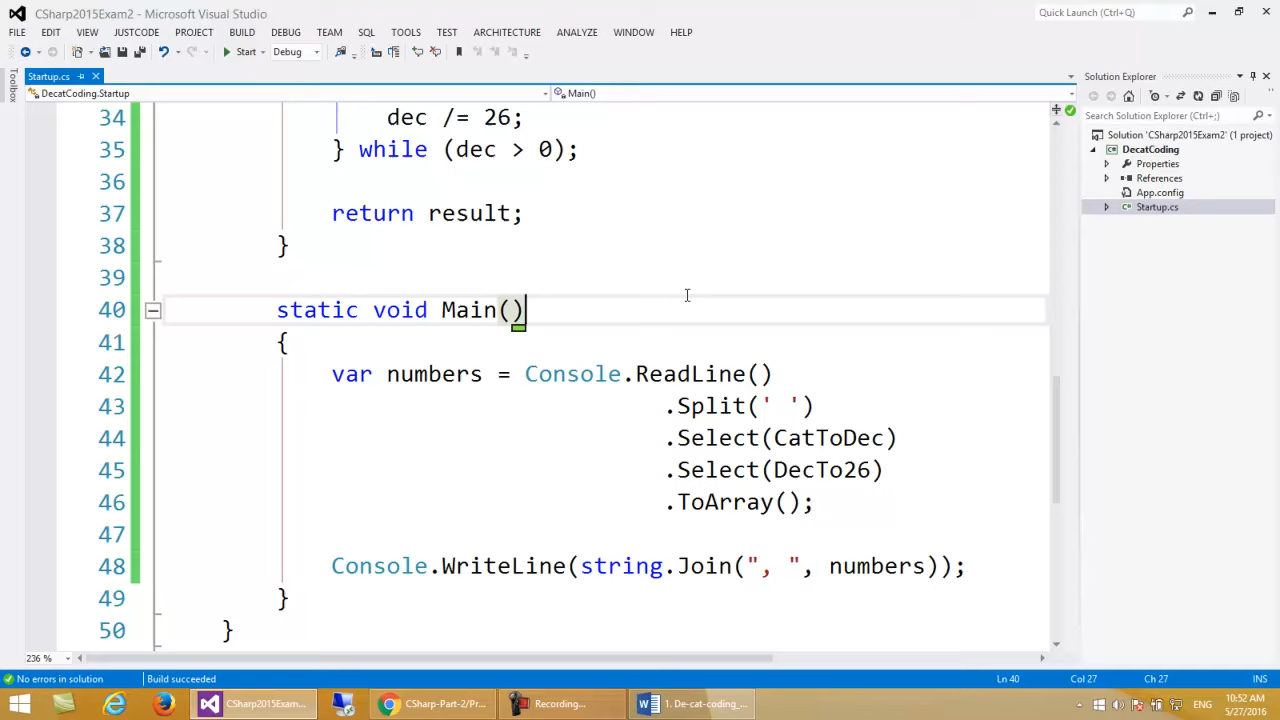 CSharp2015Exam2 - Microsoft Visual Studio
Quick Launch (Ctrl+Q)
FILE EDIT VIEW JUSTCODE PROJECT BUILD DEBUG TEAM SQL TOOLS TEST ARCHITECTURE ANALYZE WINDOW HELP
Start Debug
Toolbox
Startup.cs
Solution Explorer
DecatCoding.Startup
Main()
Search Solution Explorer (Ctrl+;)
Solution 'CSharp2015Exam2' (1 project)
DecatCoding
Properties
References
App.config
Startup.cs
34 dec /= 26;
35 } while (dec > 0);
36
37 return result;
38 }
39
40 static void Main()
41 {
42 var numbers = Console.ReadLine()
43 .Split(' ')
44 .Select(CatToDec)
45 .Select(DecTo26)
46 .ToArray();
47
48 Console.WriteLine(string.Join(", ", numbers));
49 }
50 }
236 %
No errors in solution Build succeeded Ln 40 Col 27 Ch 27 INS
CSharp2015Exam... CSharp-Part-2/Pr... Recording... 1. De-cat-coding_...
10:52 AM
5/27/2016